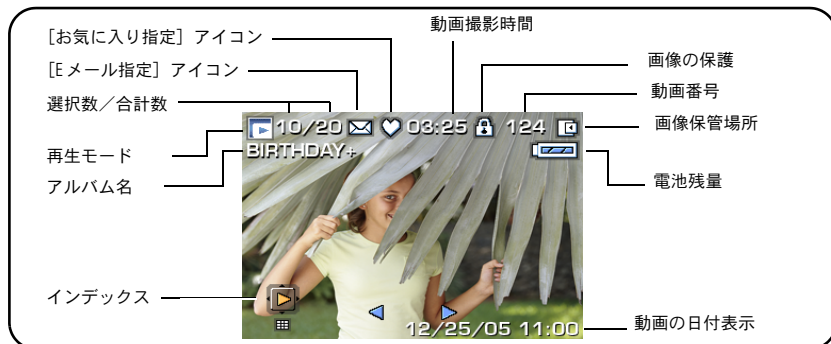 [お気に入り指定] アイコン
動画撮影時間
[Eメール指定] アイコン
画像の保護
選択数／合計数
動画番号
10/20 03:25 124
画像保管場所
再生モード
BIRTHDAY+
アルバム名
電池残量
インデックス
12/25/05 11:00
動画の日付表示